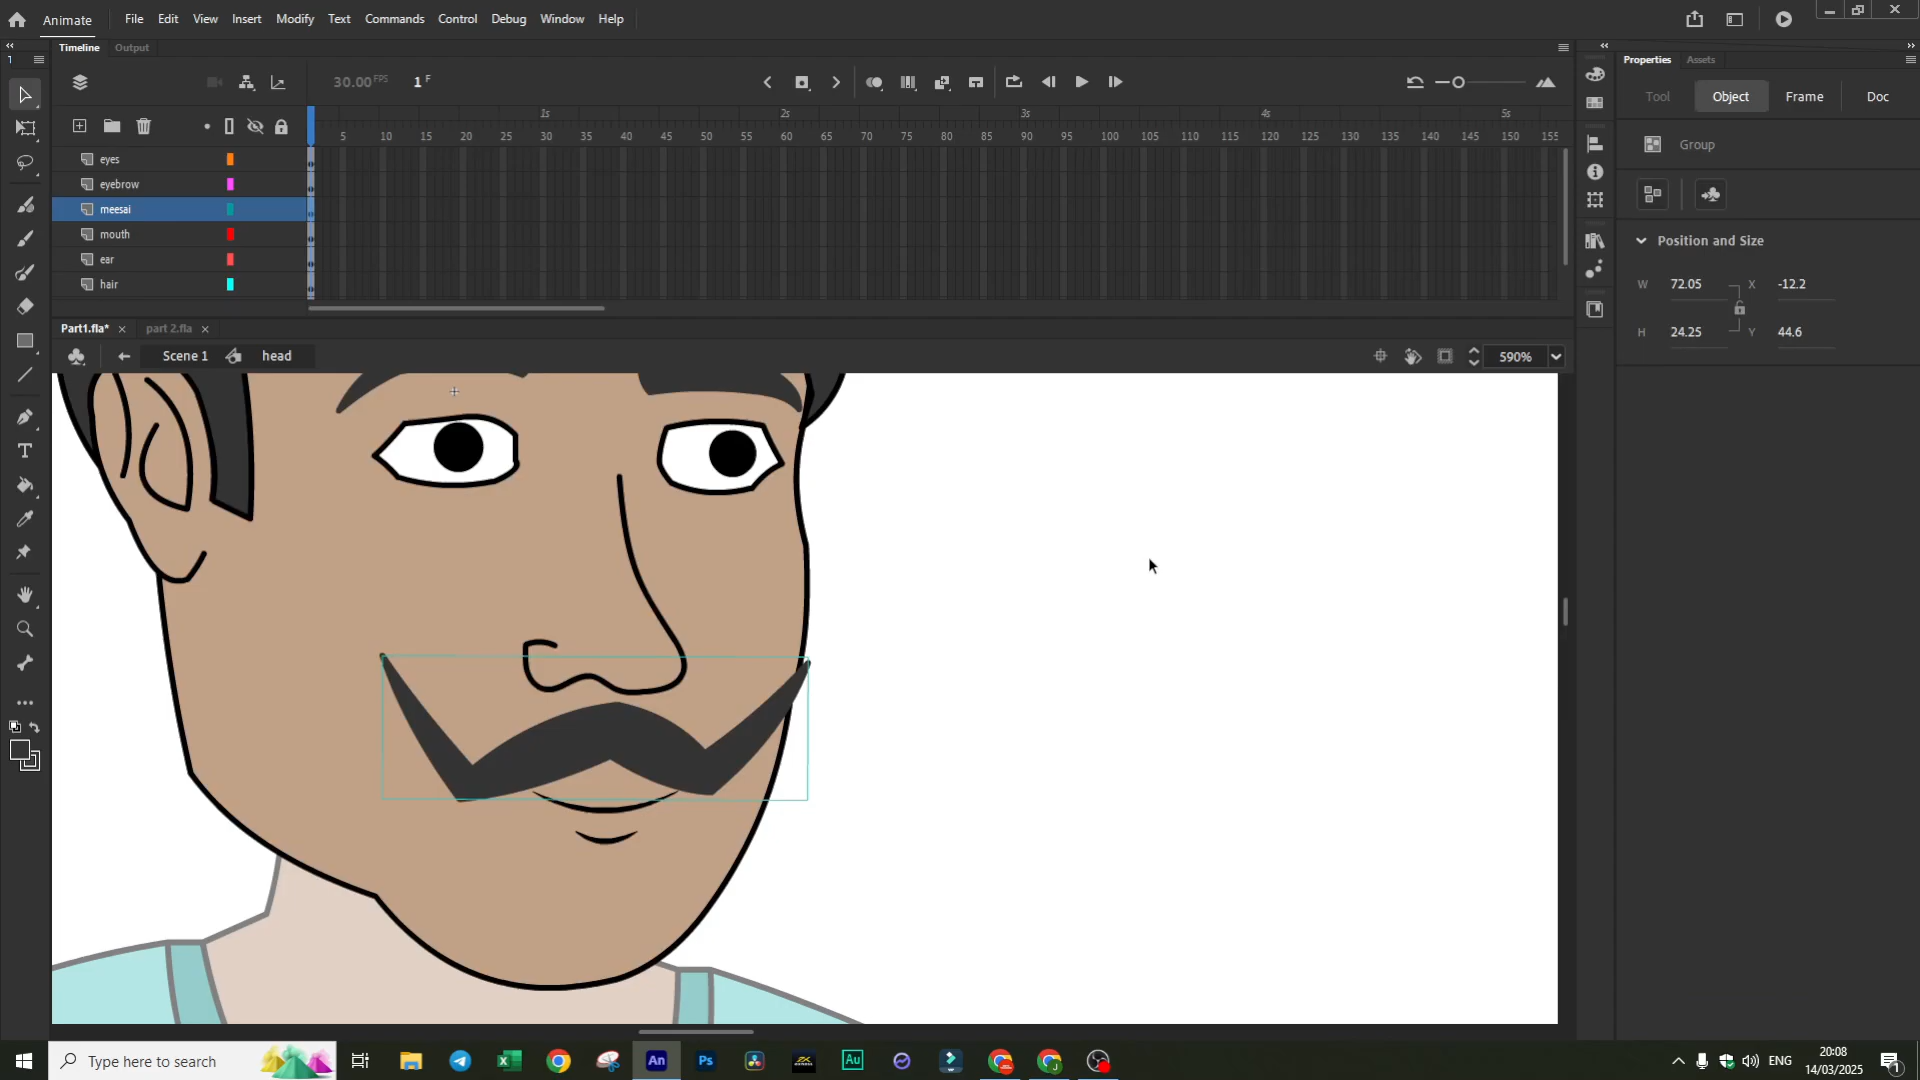 Animate File Edit View Insert Modify Text Commands Control Debug Window Help
Timeline Output
Properties Assets
30.00 FPS 1 F
Tool Object Frame Doc
1s 2s 3s 4s 5s
5 10 15 20 25 30 35 40 45 50 55 60 65 70 75 80 85 90 95 100 105 110 115 120 125 130 135 140 145 150 155
Group
eyes
eyebrow
meesai
mouth
ear
hair
Position and Size
W 72.05 X -12.2
H 24.25 Y 44.6
Part1.fla* part 2.fla
Scene 1 head 590%
Type here to search
An Ps Au
ENG
20:08
14/03/2025
1